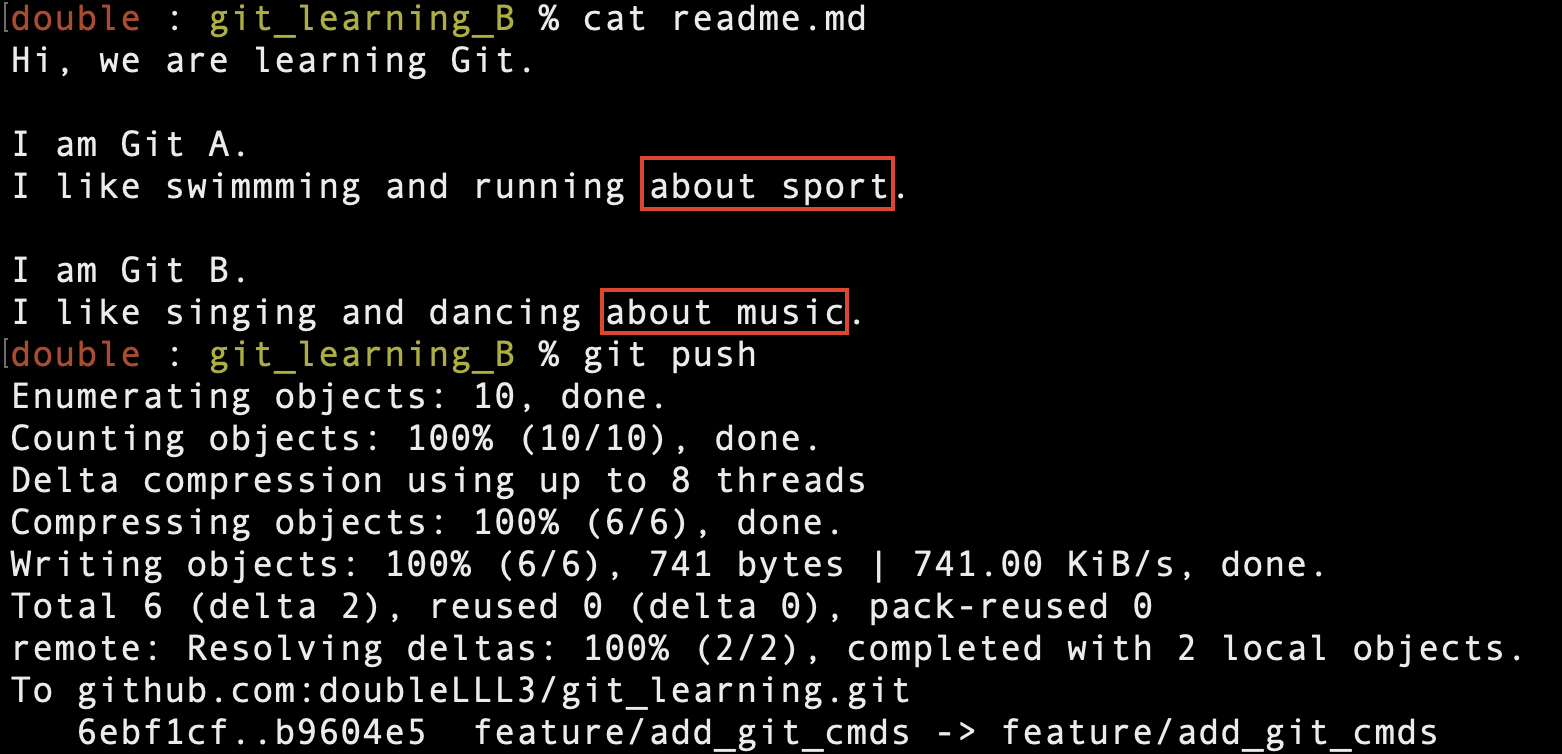 [double : git_learning_B % cat readme.md
Hi, we are learning Git.
I am Git A.
I like swimmming and running about sport.
I am Git B.
I like singing and dancing about music.
[double : git_learning_B % git push
Enumerating objects: 10, done.
Counting objects: 100% (10/10), done.
Delta compression using up to 8 threads
Compressing objects: 100% (6/6), done.
Writing objects: 100% (6/6), 741 bytes | 741.00 KiB/s, done.
Total 6 (delta 2), reused 0 (delta 0), pack-reused 0
remote: Resolving deltas: 100% (2/2), completed with 2 local objects.
To github.com:doubleLLL3/git_learning.git
   6ebf1cf..b9604e5  feature/add_git_cmds -> feature/add_git_cmds